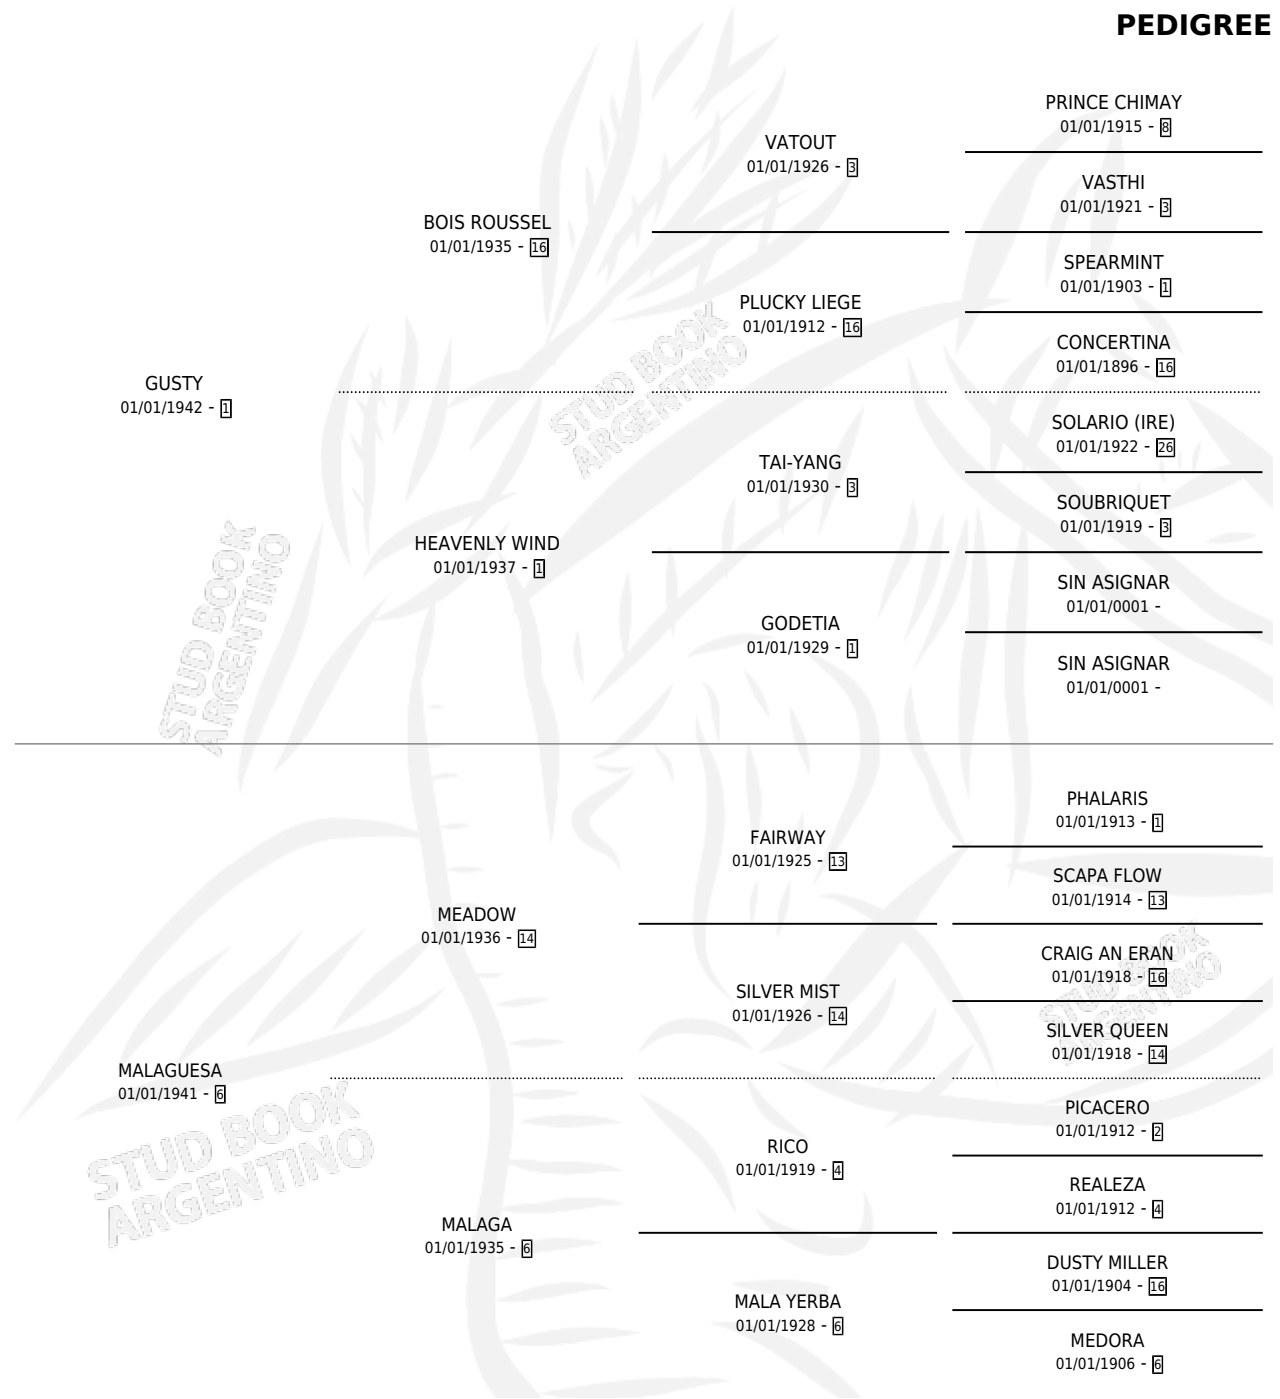 PEDIGREE
PRINCE CHIMAY
01/01/1915 - 8
VATOUT
01/01/1926 - 3
VASTHI
01/01/1921 - 3
BOIS ROUSSEL
01/01/1935 - 16
SPEARMINT
01/01/1903 - 1
PLUCKY LIEGE
01/01/1912 - 16
CONCERTINA
01/01/1896 - 16
GUSTY
01/01/1942 - 1
SOLARIO (IRE)
01/01/1922 - 26
TAI-YANG
01/01/1930 - 3
SOUBRIQUET
01/01/1919 - 3
HEAVENLY WIND
01/01/1937 - 1
SIN ASIGNAR
01/01/0001 -
GODETIA
01/01/1929 - 1
SIN ASIGNAR
01/01/0001 -
PHALARIS
01/01/1913 - 1
FAIRWAY
01/01/1925 - 13
SCAPA FLOW
01/01/1914 - 13
MEADOW
01/01/1936 - 14
CRAIG AN ERAN
01/01/1918 - 16
SILVER MIST
01/01/1926 - 14
SILVER QUEEN
01/01/1918 - 14
MALAGUESA
01/01/1941 - 6
PICACERO
01/01/1912 - 2
RICO
01/01/1919 - 4
REALEZA
01/01/1912 - 4
MALAGA
01/01/1935 - 6
DUSTY MILLER
01/01/1904 - 16
MALA YERBA
01/01/1928 - 6
MEDORA
01/01/1906 - 6
STUD BOOK
ARGENTINO
STUD BOOK
ARGENTINO
STUD BOOK
ARGENTINO
STUD BOOK
ARGENTINO